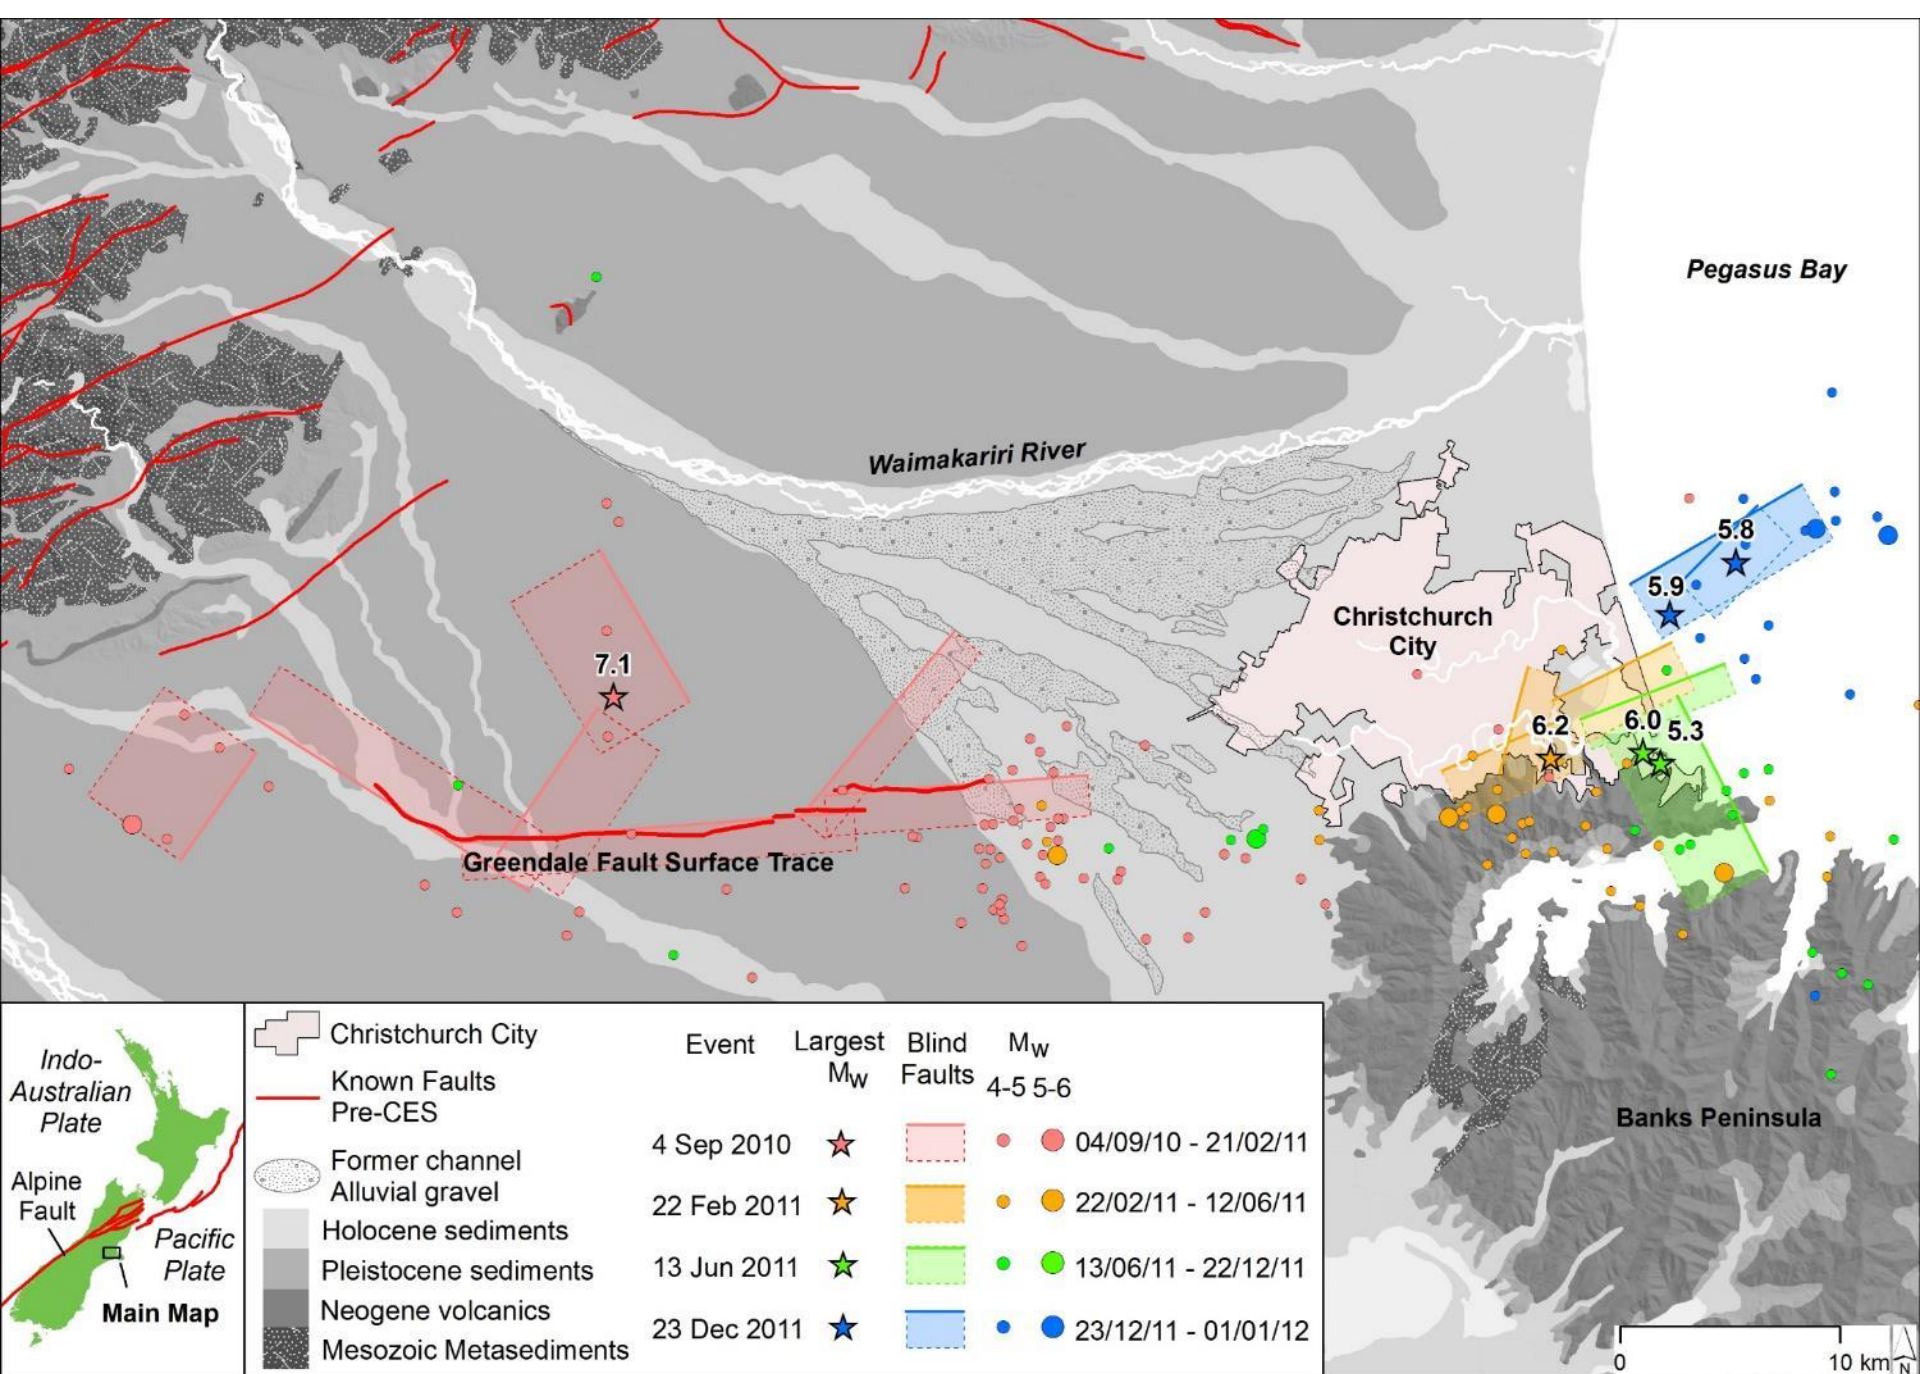 Pegasus Bay
Waimakariri River
5.8
5.9
Christchurch
City
7.1
6.2
6.0
5.3
Greendale Fault Surface Trace
Banks Peninsula
0
10 km
N
Indo-
Australian
Plate
Alpine
Fault
Pacific
Plate
Main Map
Christchurch City
Known Faults
Pre-CES
Former channel
Alluvial gravel
Holocene sediments
Pleistocene sediments
Neogene volcanics
Mesozoic Metasediments
Event
Largest
Mw
Blind
Faults
Mw
4-5 5-6
4 Sep 2010
04/09/10 - 21/02/11
22 Feb 2011
22/02/11 - 12/06/11
13 Jun 2011
13/06/11 - 22/12/11
23 Dec 2011
23/12/11 - 01/01/12